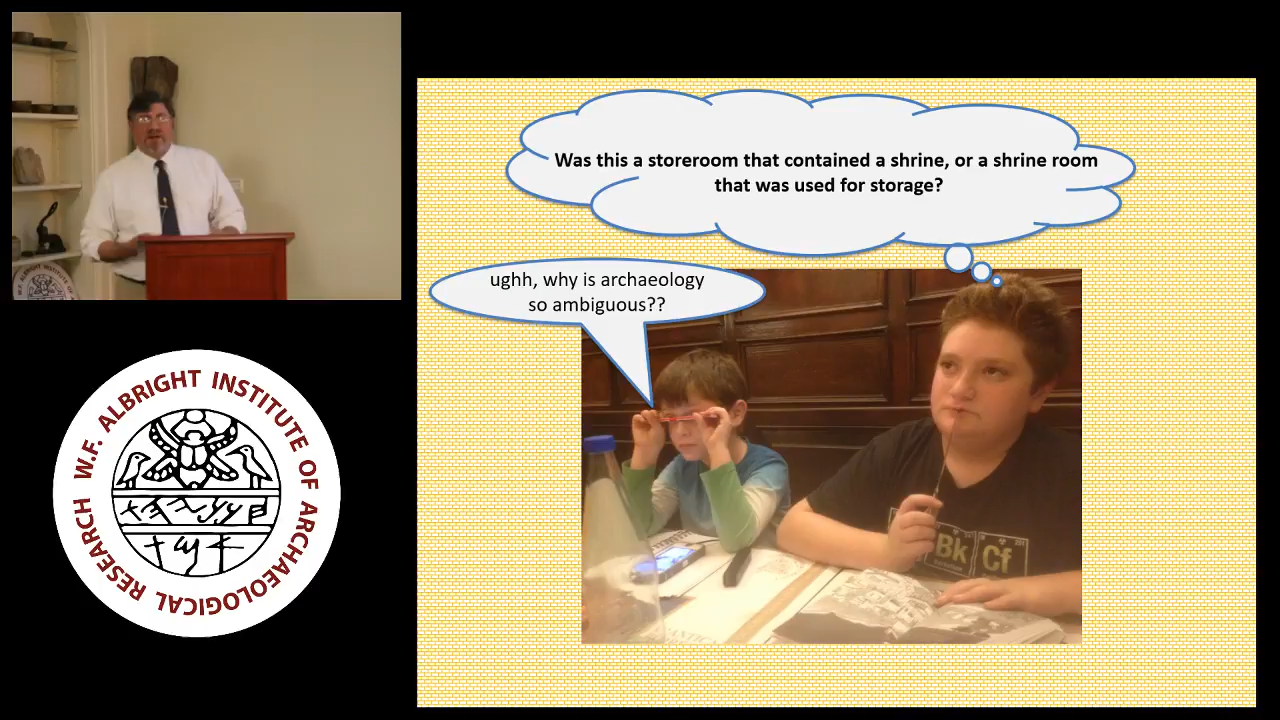 Was this a storeroom that contained a shrine, or a shrine room
that was used for storage?
ughh, why is archaeology
so ambiguous??
W.F. ALBRIGHT INSTITUTE OF ARCHAEOLOGICAL RESEARCH
Bk Cf